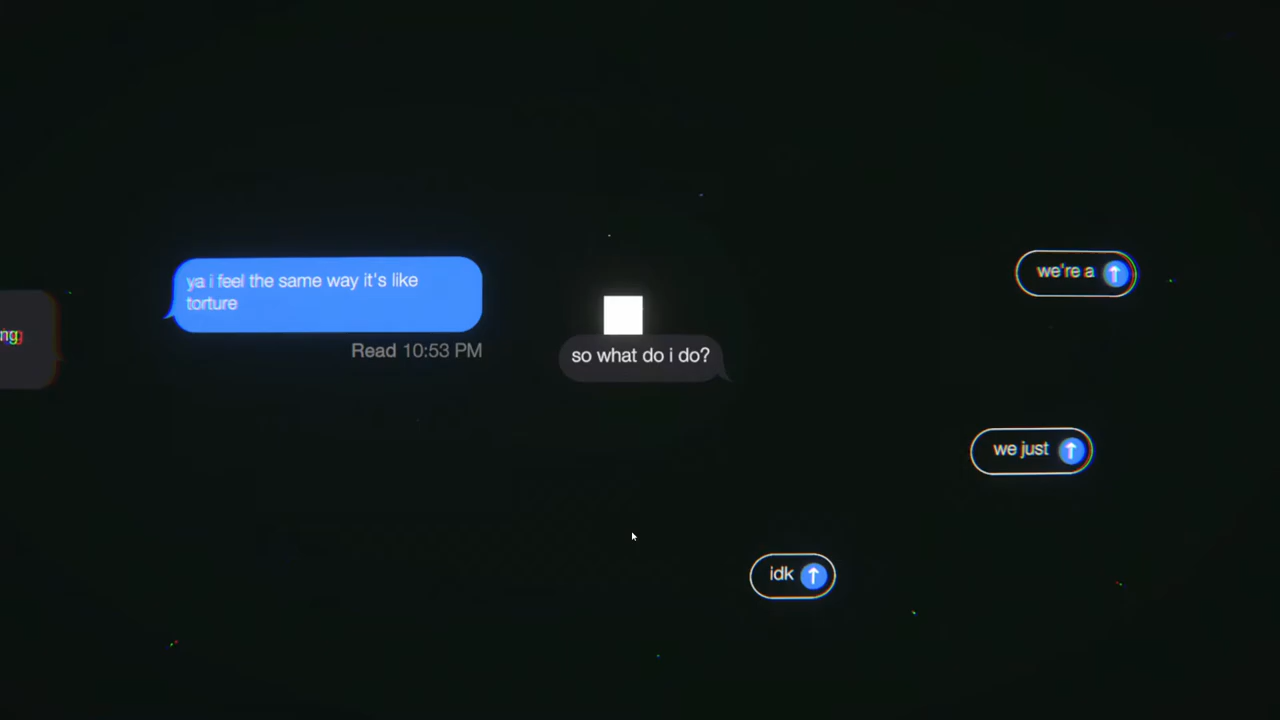 ya i feel the same way it's like
torture
Read 10:53 PM
so what do i do?
we're a
we just
idk